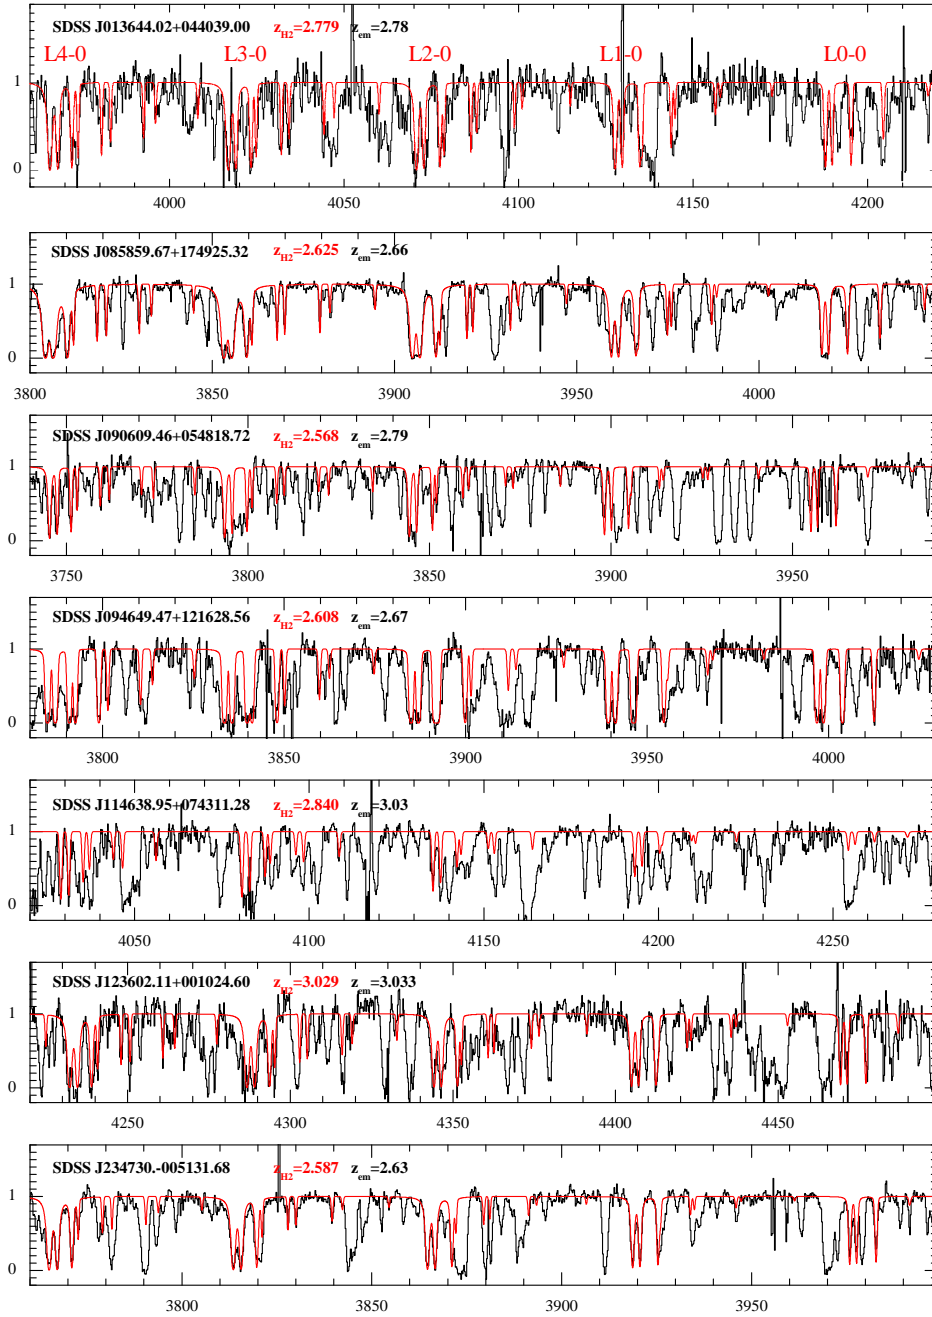 SDSS J013644.02+044039.00 z_H2=2.779 z_em=2.78
L4-0 L3-0 L2-0 L1-0 L0-0
1
0
4000 4050 4100 4150 4200
SDSS J085859.67+174925.32 z_H2=2.625 z_em=2.66
1
0
3800 3850 3900 3950 4000
SDSS J090609.46+054818.72 z_H2=2.568 z_em=2.79
1
0
3750 3800 3850 3900 3950
SDSS J094649.47+121628.56 z_H2=2.608 z_em=2.67
1
0
3800 3850 3900 3950 4000
SDSS J114638.95+074311.28 z_H2=2.840 z_em=3.03
1
0
4050 4100 4150 4200 4250
SDSS J123602.11+001024.60 z_H2=3.029 z_em=3.033
1
0
4250 4300 4350 4400 4450
SDSS J234730.-005131.68 z_H2=2.587 z_em=2.63
1
0
3800 3850 3900 3950